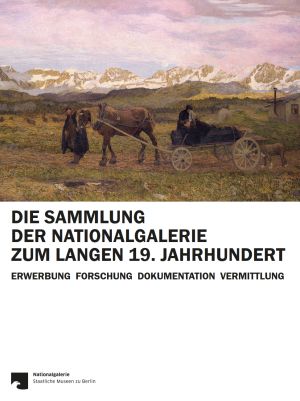 DIE SAMMLUNG
DER NATIONALGALERIE
ZUM LANGEN 19. JAHRHUNDERT
ERWERBUNG FORSCHUNG DOKUMENTATION VERMITTLUNG
Nationalgalerie
Staatliche Museen zu Berlin